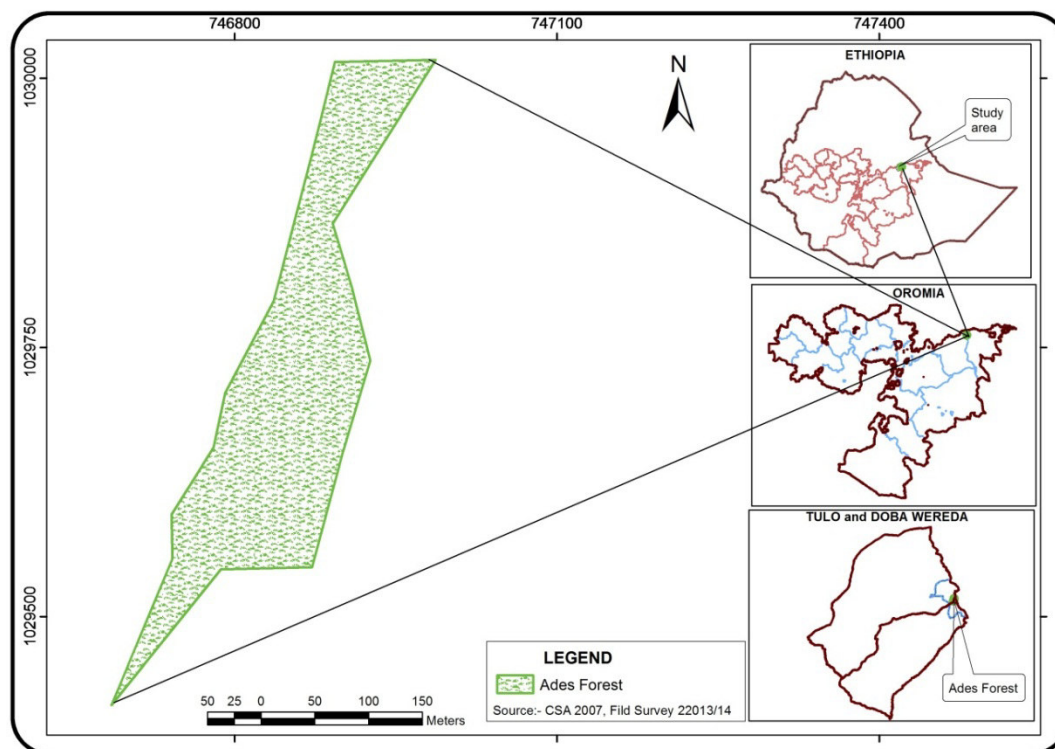 746800
747100
747400
1030000
1029750
1029500
N
ETHIOPIA
Study
area
OROMIA
TULO and DOBA WEREDA
Ades Forest
LEGEND
Ades Forest
Source:- CSA 2007, Fild Survey 22013/14
50 25 0 50 100 150
Meters